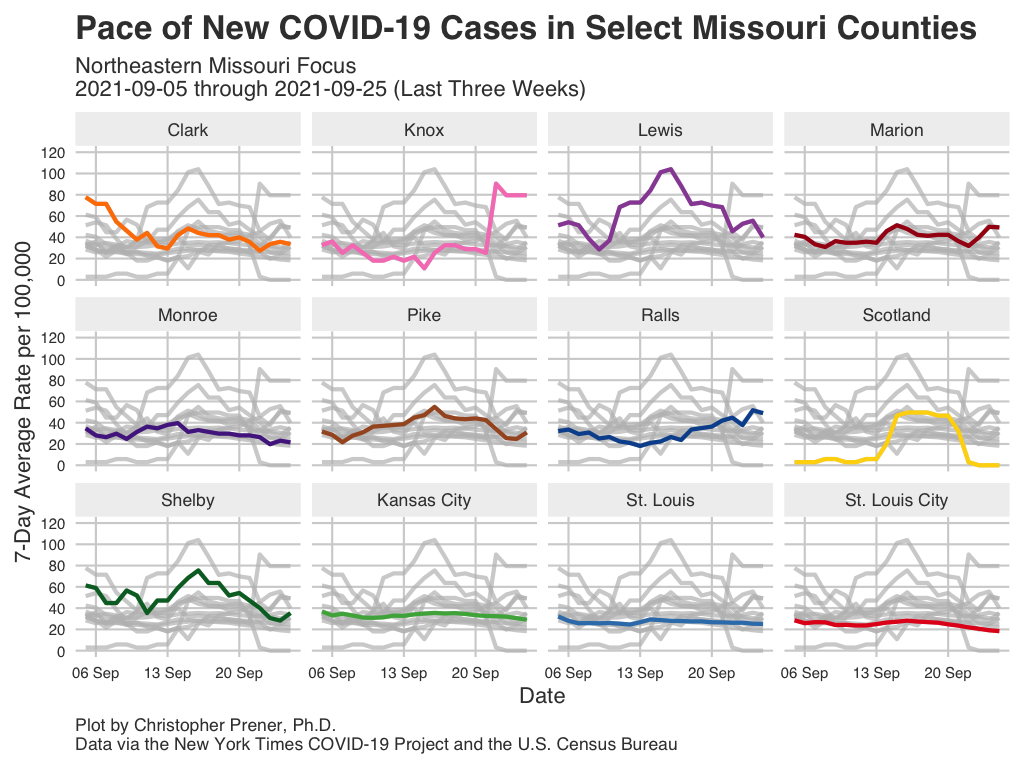 Pace of New COVID-19 Cases in Select Missouri Counties
Northeastern Missouri Focus
2021-09-05 through 2021-09-25 (Last Three Weeks)
Clark Knox Lewis Marion
120
100
80
60
40
20
0
Monroe Pike Ralls Scotland
120
100
80
60
40
20
0
Shelby Kansas City St. Louis St. Louis City
120
100
80
60
40
20
0
7-Day Average Rate per 100,000
06 Sep 13 Sep 20 Sep 06 Sep 13 Sep 20 Sep 06 Sep 13 Sep 20 Sep 06 Sep 13 Sep 20 Sep
Date
Plot by Christopher Prener, Ph.D.
Data via the New York Times COVID-19 Project and the U.S. Census Bureau